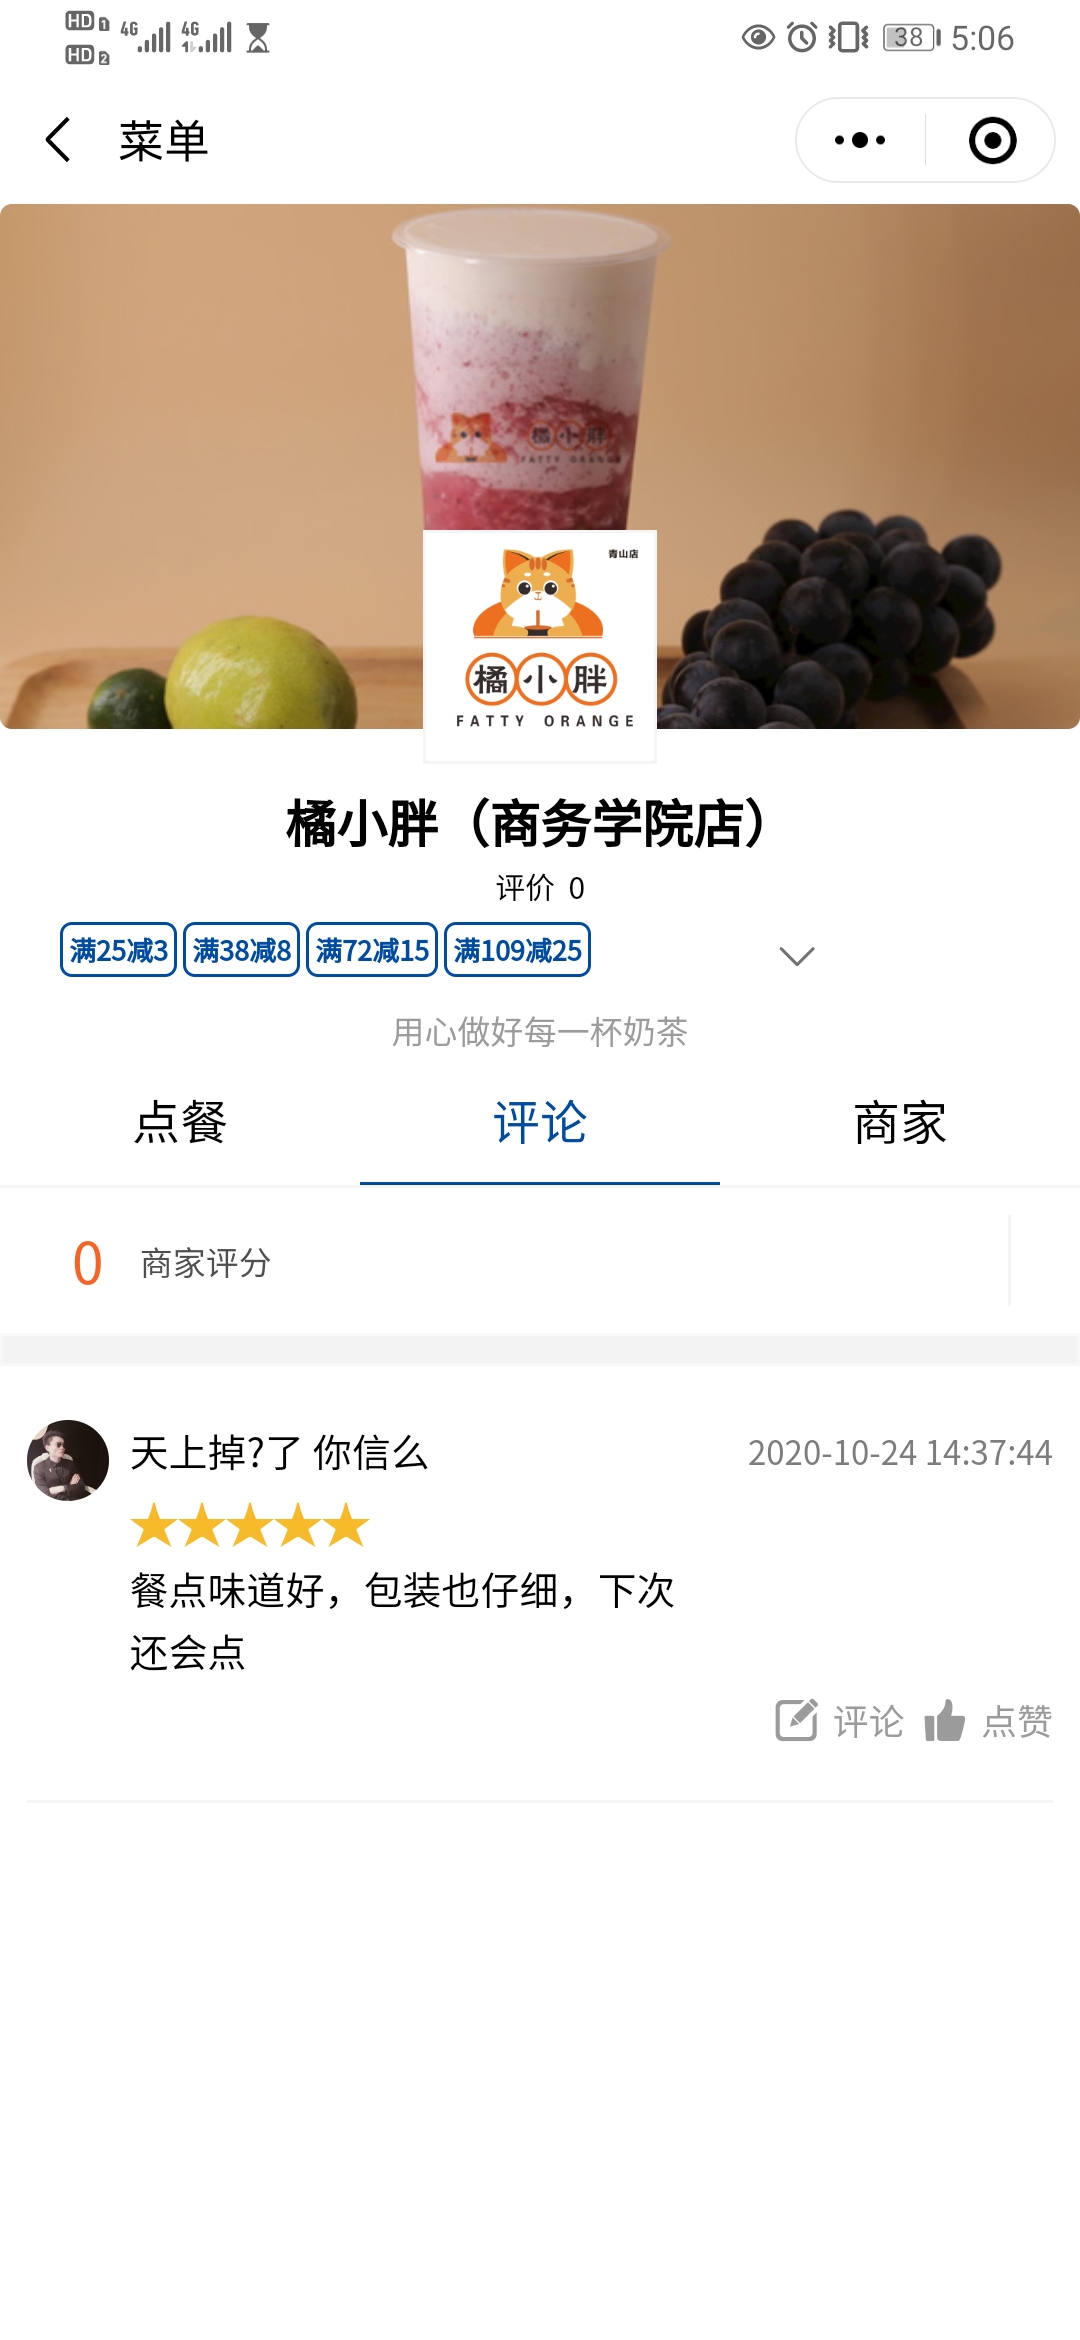 HD 1 4G 4G
HD 2
38 5:06
菜单
橘小胖
FATTY ORANGE
青山店
橘小胖
FATTY ORANGE
橘小胖（商务学院店）
评价 0
满25减3 满38减8 满72减15 满109减25
用心做好每一杯奶茶
点餐 评论 商家
0 商家评分
天上掉?了 你信么 2020-10-24 14:37:44
餐点味道好，包装也仔细，下次
还会点
评论 点赞